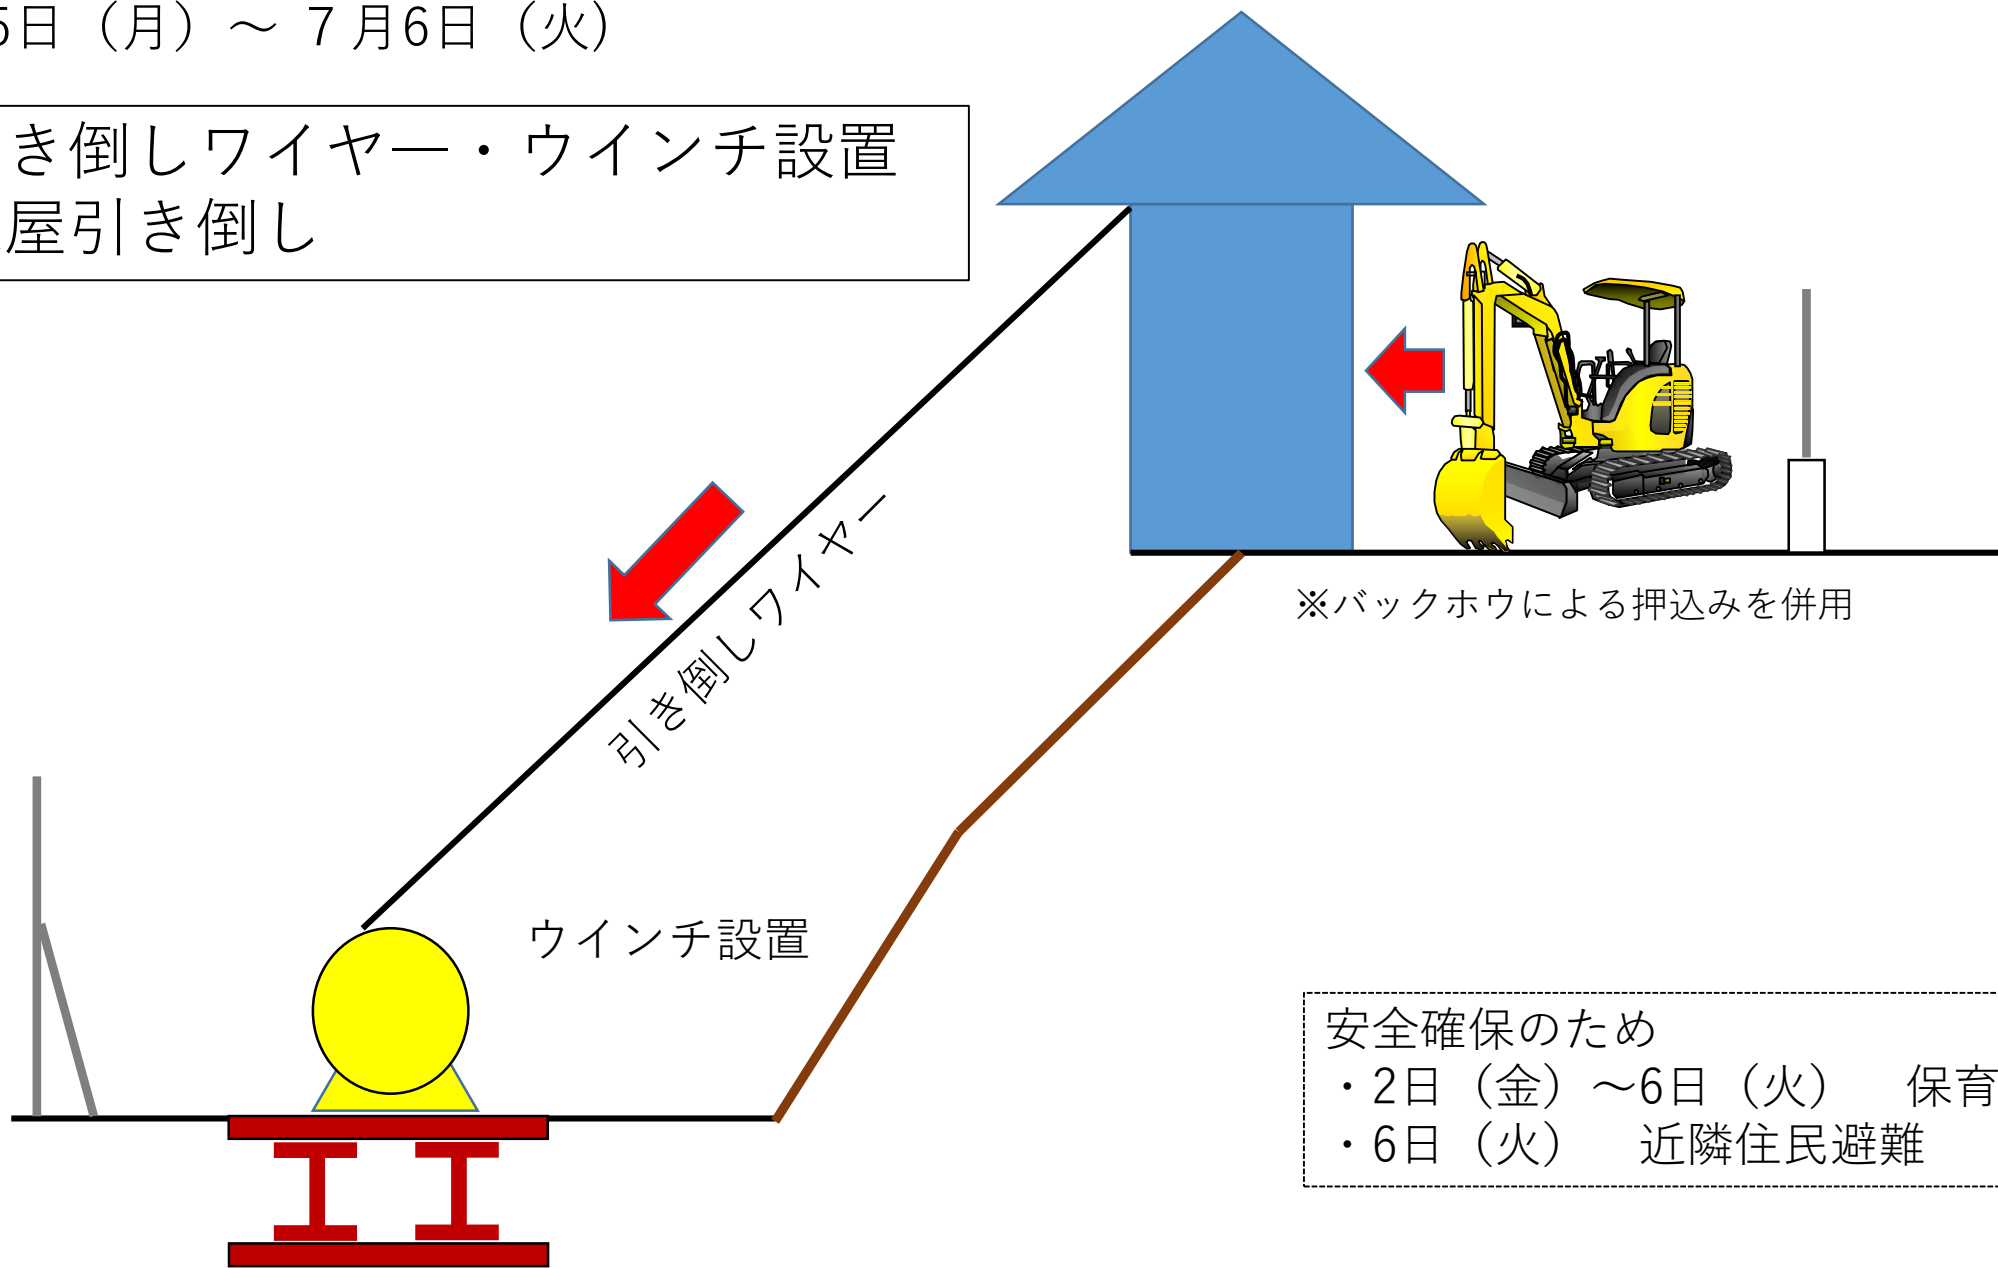 5日（月）～７月6日（火）
き倒しワイヤー・ウインチ設置
屋引き倒し
引き倒しワイヤー
※バックホウによる押込みを併用
ウインチ設置
安全確保のため
・2日（金）～6日（火）　保育
・6日（火）　近隣住民避難